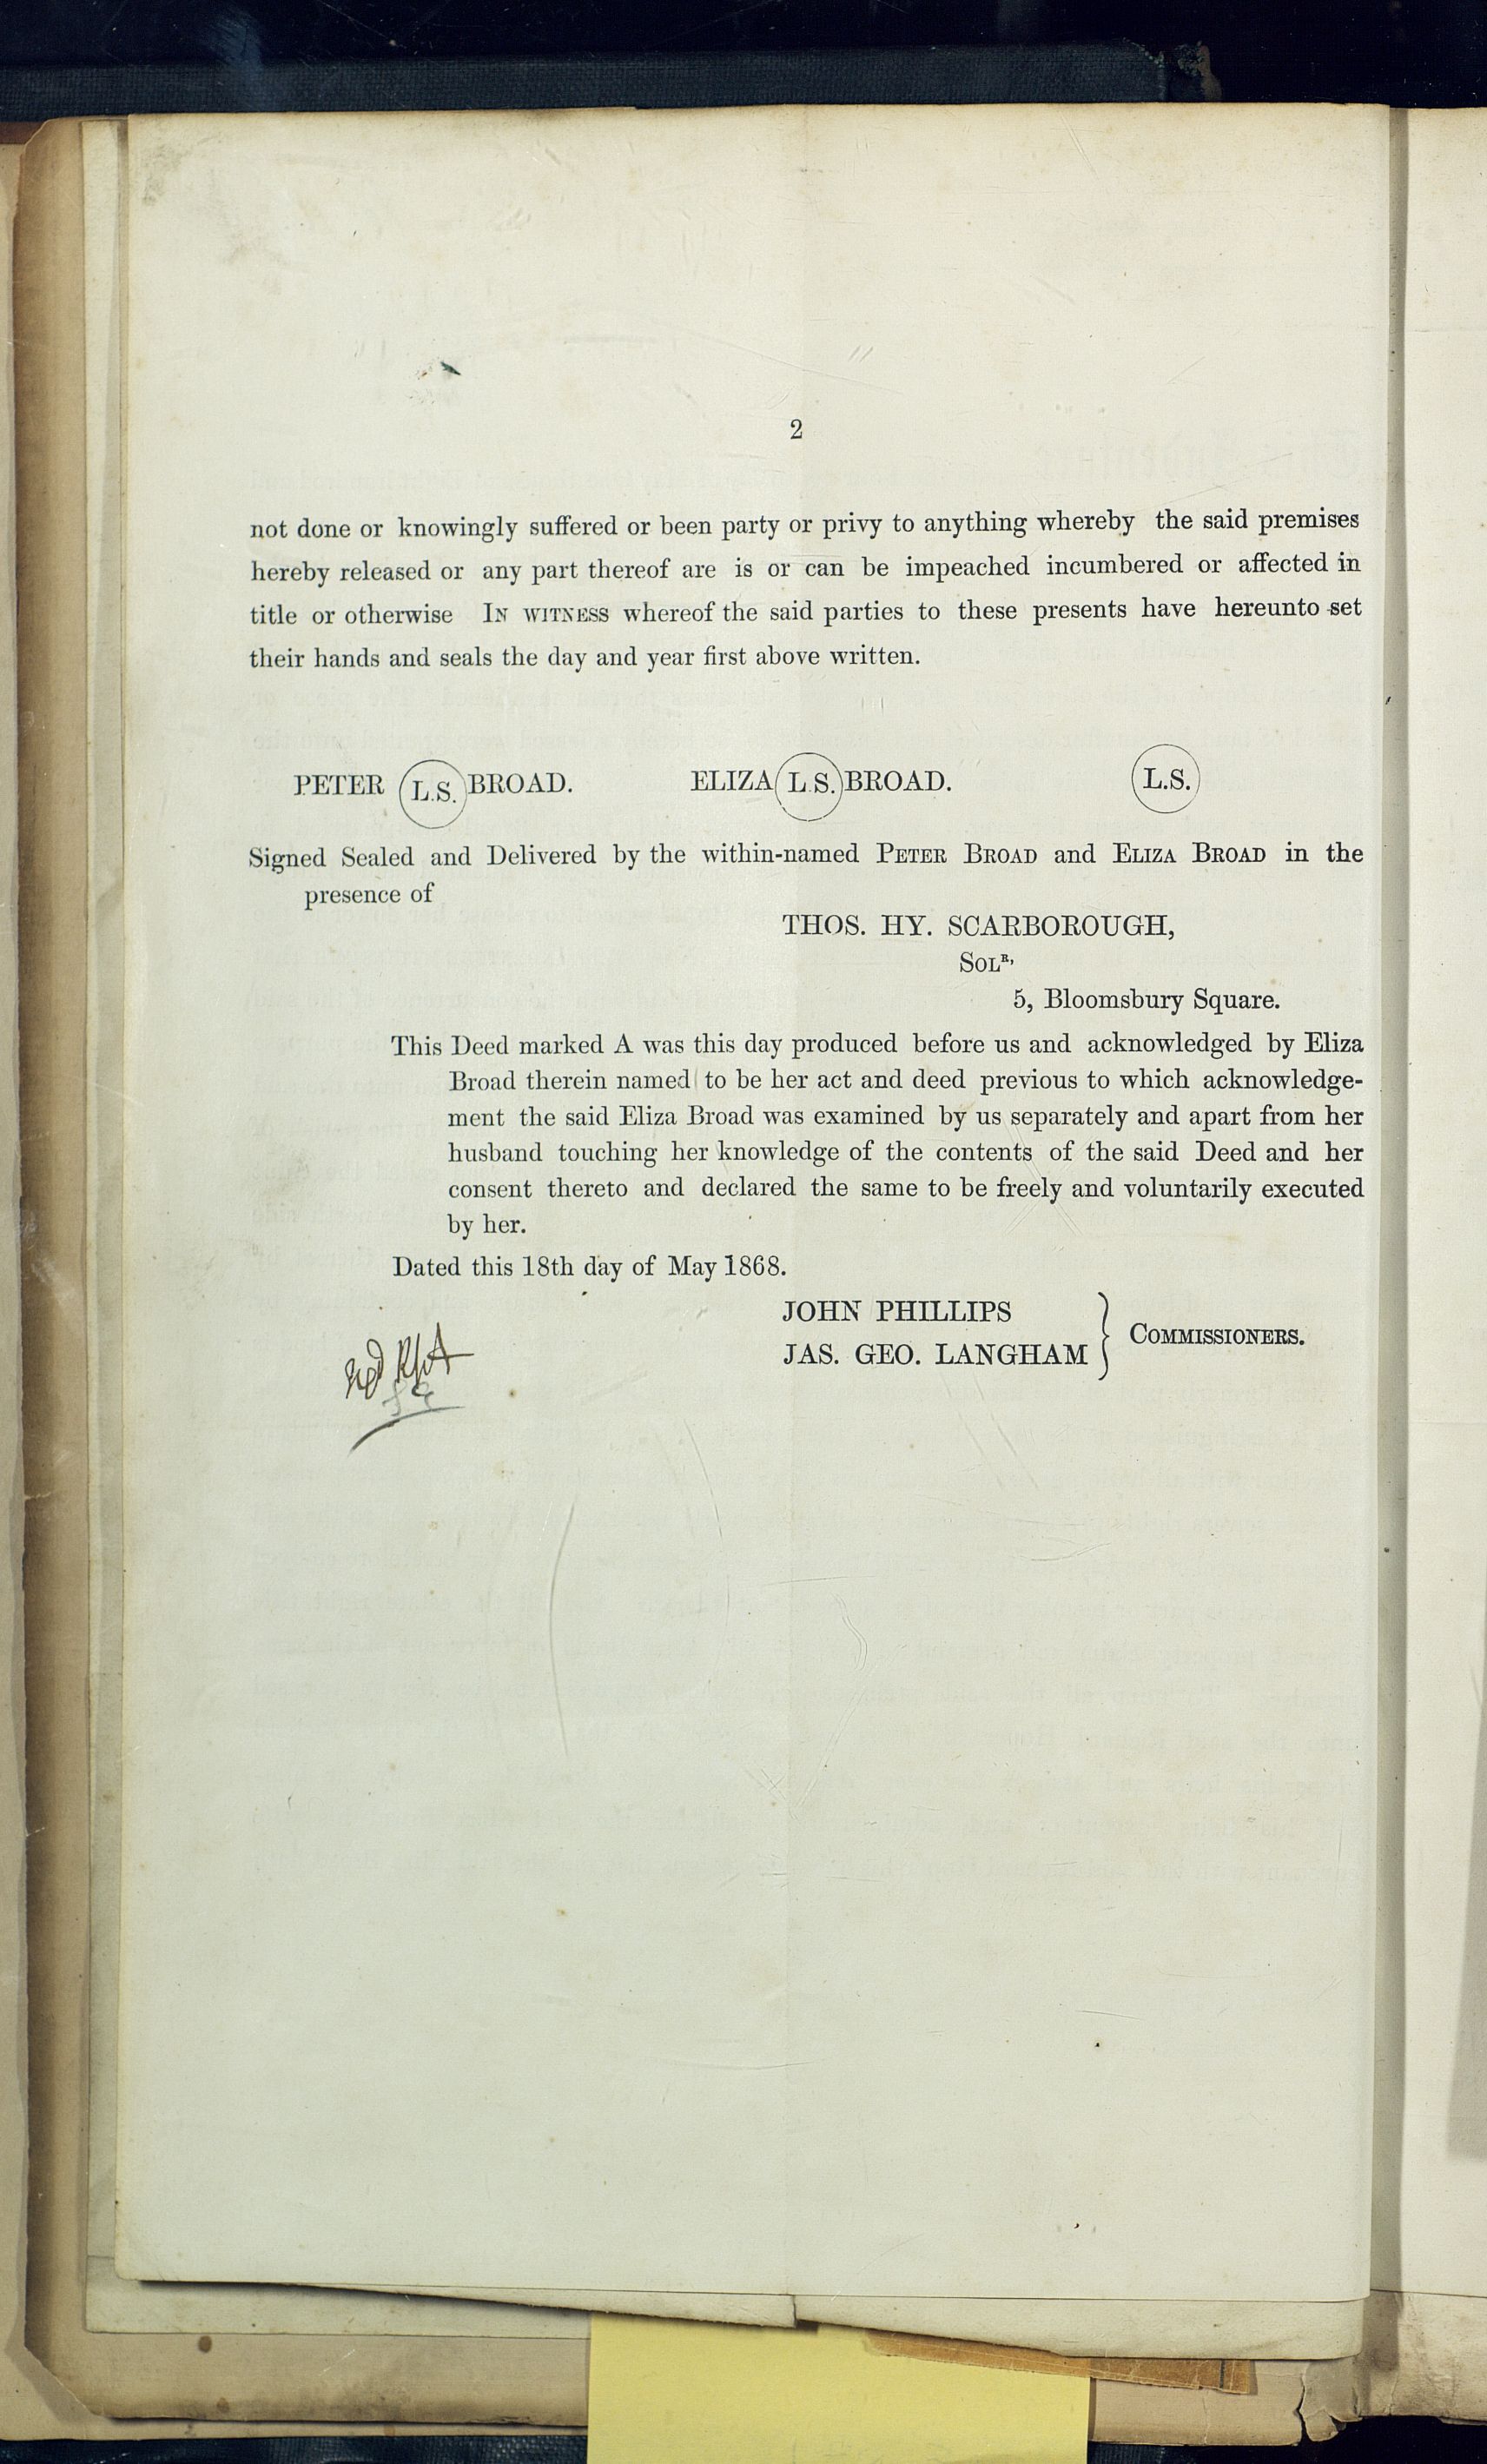 2
not done or knowingly suffered or been party or privy to anything whereby the said premises
hereby released or any part thereof are is or can be impeached incumbered or affected in
title or otherwise IN WITNESS whereof the said parties to these presents have hereunto set
their hands and seals the day and year first above written.
PETER L.S. BROAD. ELIZA L.S. BROAD. L.S.
Signed Sealed and Delivered by the within-named PETER BROAD and ELIZA BROAD in the
presence of
THOS. HY. SCARBOROUGH,
SOLR,
5, Bloomsbury Square.
This Deed marked A was this day produced before us and acknowledged by Eliza
Broad therein named to be her act and deed previous to which acknowledge-
ment the said Eliza Broad was examined by us separately and apart from her
husband touching her knowledge of the contents of the said Deed and her
consent thereto and declared the same to be freely and voluntarily executed
by her.
Dated this 18th day of May 1868.
JOHN PHILLIPS
JAS. GEO. LANGHAM } COMMISSIONERS.